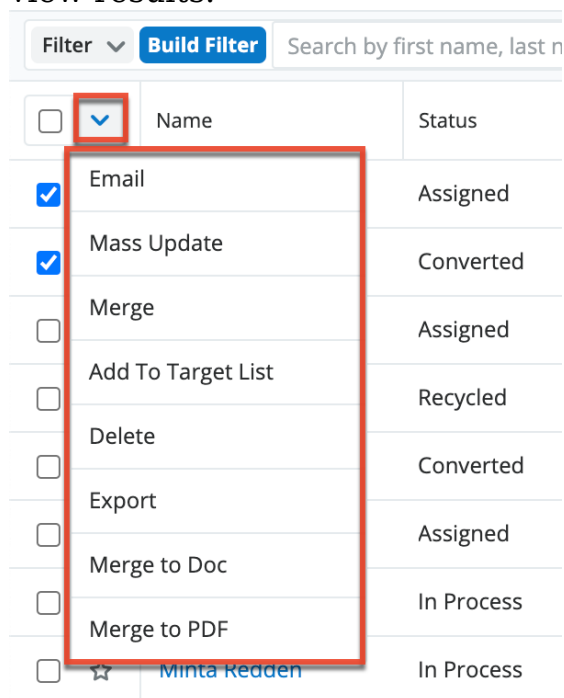 view results.
Filter Build Filter Search by first name, last n
Name Status
Email
Assigned
Mass Update
Converted
Merge
Assigned
Add To Target List
Recycled
Delete
Converted
Export
Assigned
Merge to Doc
In Process
Merge to PDF
Minta Redden In Process